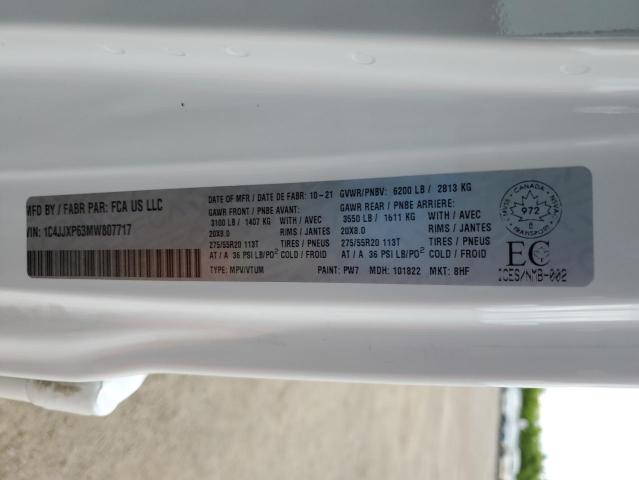 MFD BY / FABR PAR: FCA US LLC
VIN: 1C4JJXP63MW807717
DATE OF MFR / DATE DE FABR: 10-21
GAWR FRONT / PNBE AVANT:
3100 LB / 1407 KG WITH / AVEC
20X8.0 RIMS / JANTES
275/55R20 113T TIRES / PNEUS
AT / A 36 PSI LB/PO² COLD / FROID
TYPE: MPV/VTUM PAINT: PW7 MDH: 101822 MKT: 8HF
GVWR/PNBV: 6200 LB / 2813 KG
GAWR REAR / PNBE ARRIERE:
3550 LB / 1611 KG WITH / AVEC
20X8.0 RIMS / JANTES
275/55R20 113T TIRES / PNEUS
AT / A 36 PSI LB/PO² COLD / FROID
CANADA
972
TRANSPORT
EC
ICES/NMB-002